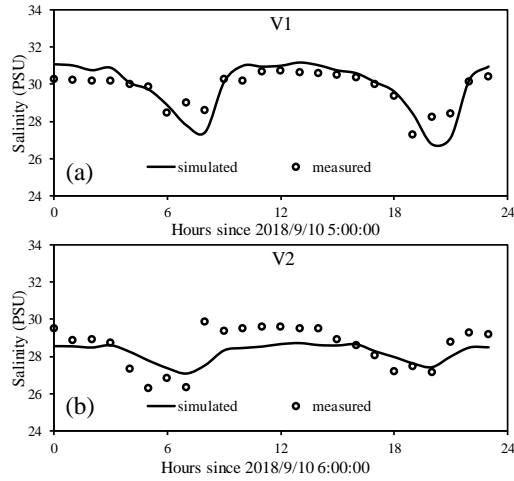 V1
34
32
30
28
26
24
Salinity (PSU)
(a)
simulated
measured
0
6
12
18
24
Hours since 2018/9/10 5:00:00
V2
34
32
30
28
26
24
Salinity (PSU)
(b)
simulated
measured
0
6
12
18
24
Hours since 2018/9/10 6:00:00